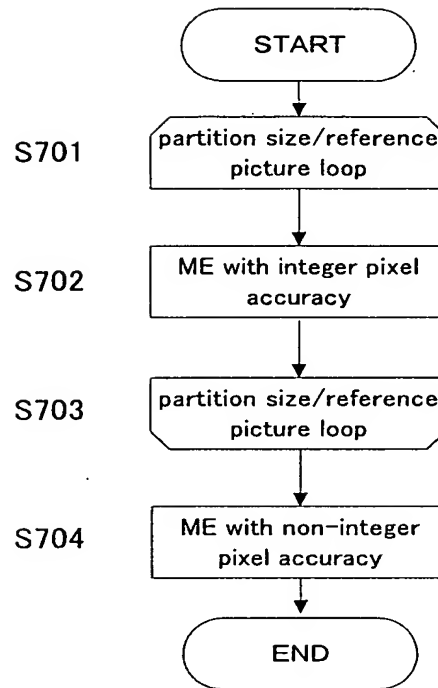 START
S701
partition size/reference
picture loop
S702
ME with integer pixel
accuracy
S703
partition size/reference
picture loop
S704
ME with non-integer
pixel accuracy
END